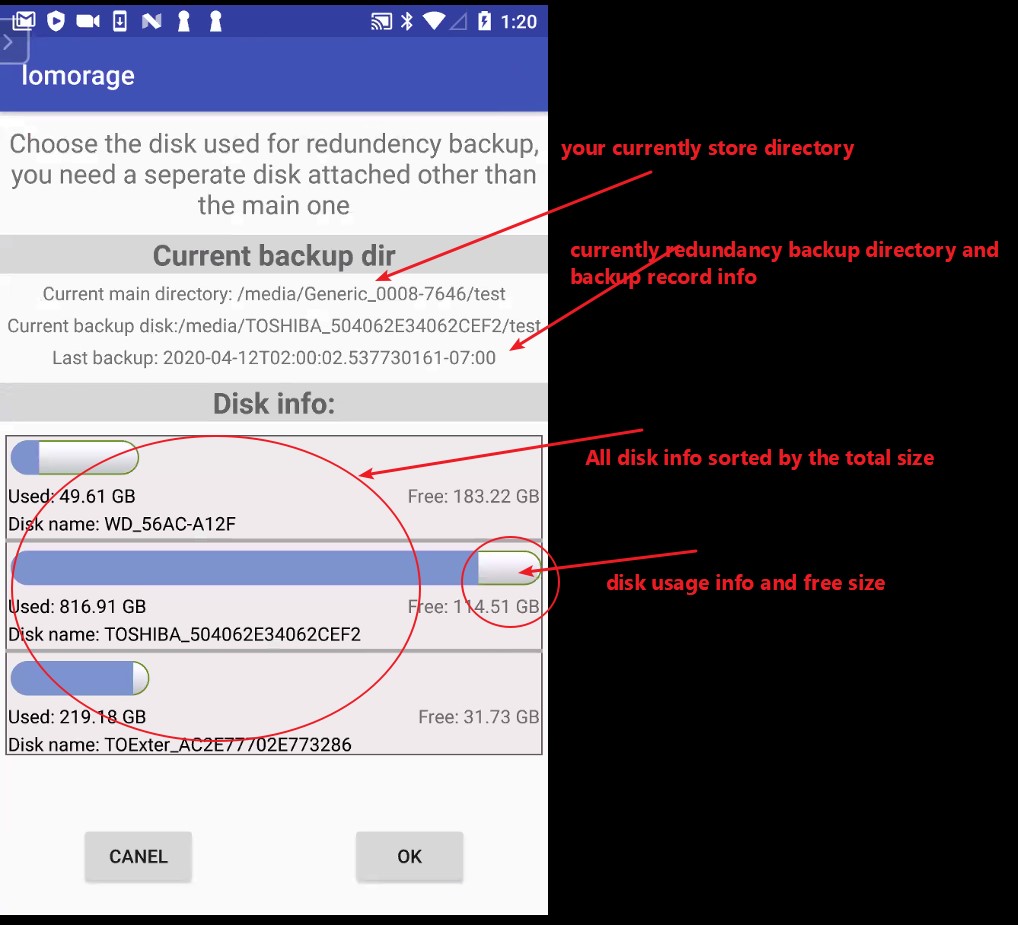 1:20
lomorage
Choose the disk used for redundency backup,
you need a seperate disk attached other than
the main one
your currently store directory
currently redundancy backup directory and
backup record info
Current backup dir
Current main directory: /media/Generic_0008-7646/test
Current backup disk:/media/TOSHIBA_504062E34062CEF2/test
Last backup: 2020-04-12T02:00:02.537730161-07:00
Disk info:
All disk info sorted by the total size
Used: 49.61 GB Free: 183.22 GB
Disk name: WD_56AC-A12F
disk usage info and free size
Used: 816.91 GB Free: 114.51 GB
Disk name: TOSHIBA_504062E34062CEF2
Used: 219.18 GB Free: 31.73 GB
Disk name: TOExter_AC2E77702E773286
CANEL OK